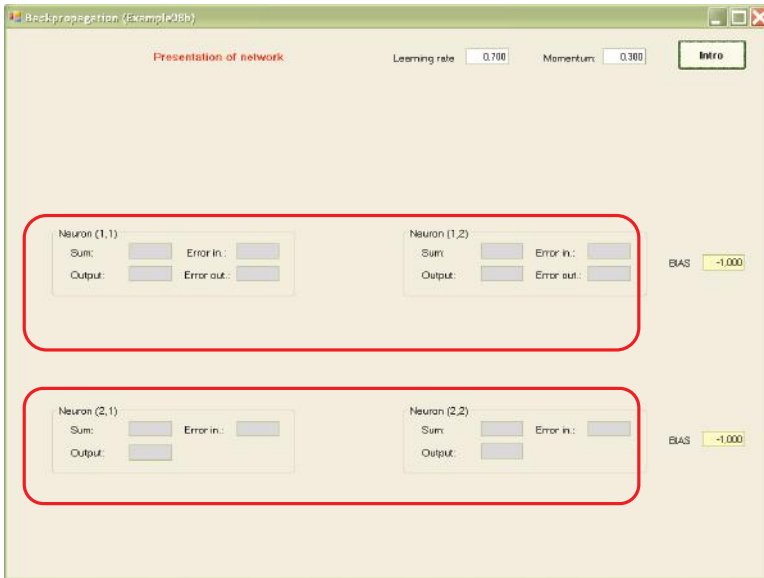 Backpropagation (Example08b)
Presentation of network Learning rate 0.700 Momentum: 0.300 Intro
Neuron (1,1) Neuron (1,2)
Sum: Error in.: Sum: Error in.:
BIAS -1,000
Output: Error out.: Output: Error out.:
Neuron (2,1) Neuron (2,2)
Sum: Error in.: Sum: Error in.:
BIAS -1,000
Output: Output: